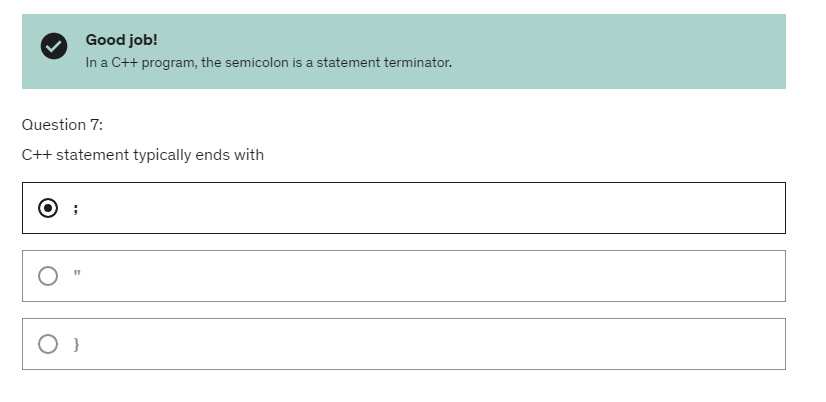 Good job!
In a C++ program, the semicolon is a statement terminator.
Question 7:
C++ statement typically ends with
;
"
}